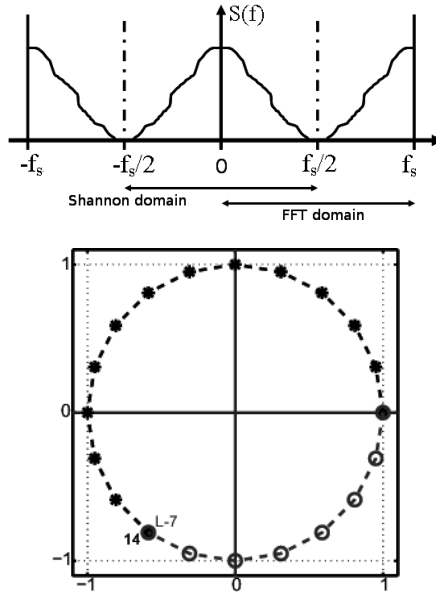 S(f)
-fs -fs/2 0 fs/2 fs
Shannon domain
FFT domain
1
0
L-7
14
−1
−1 0 1